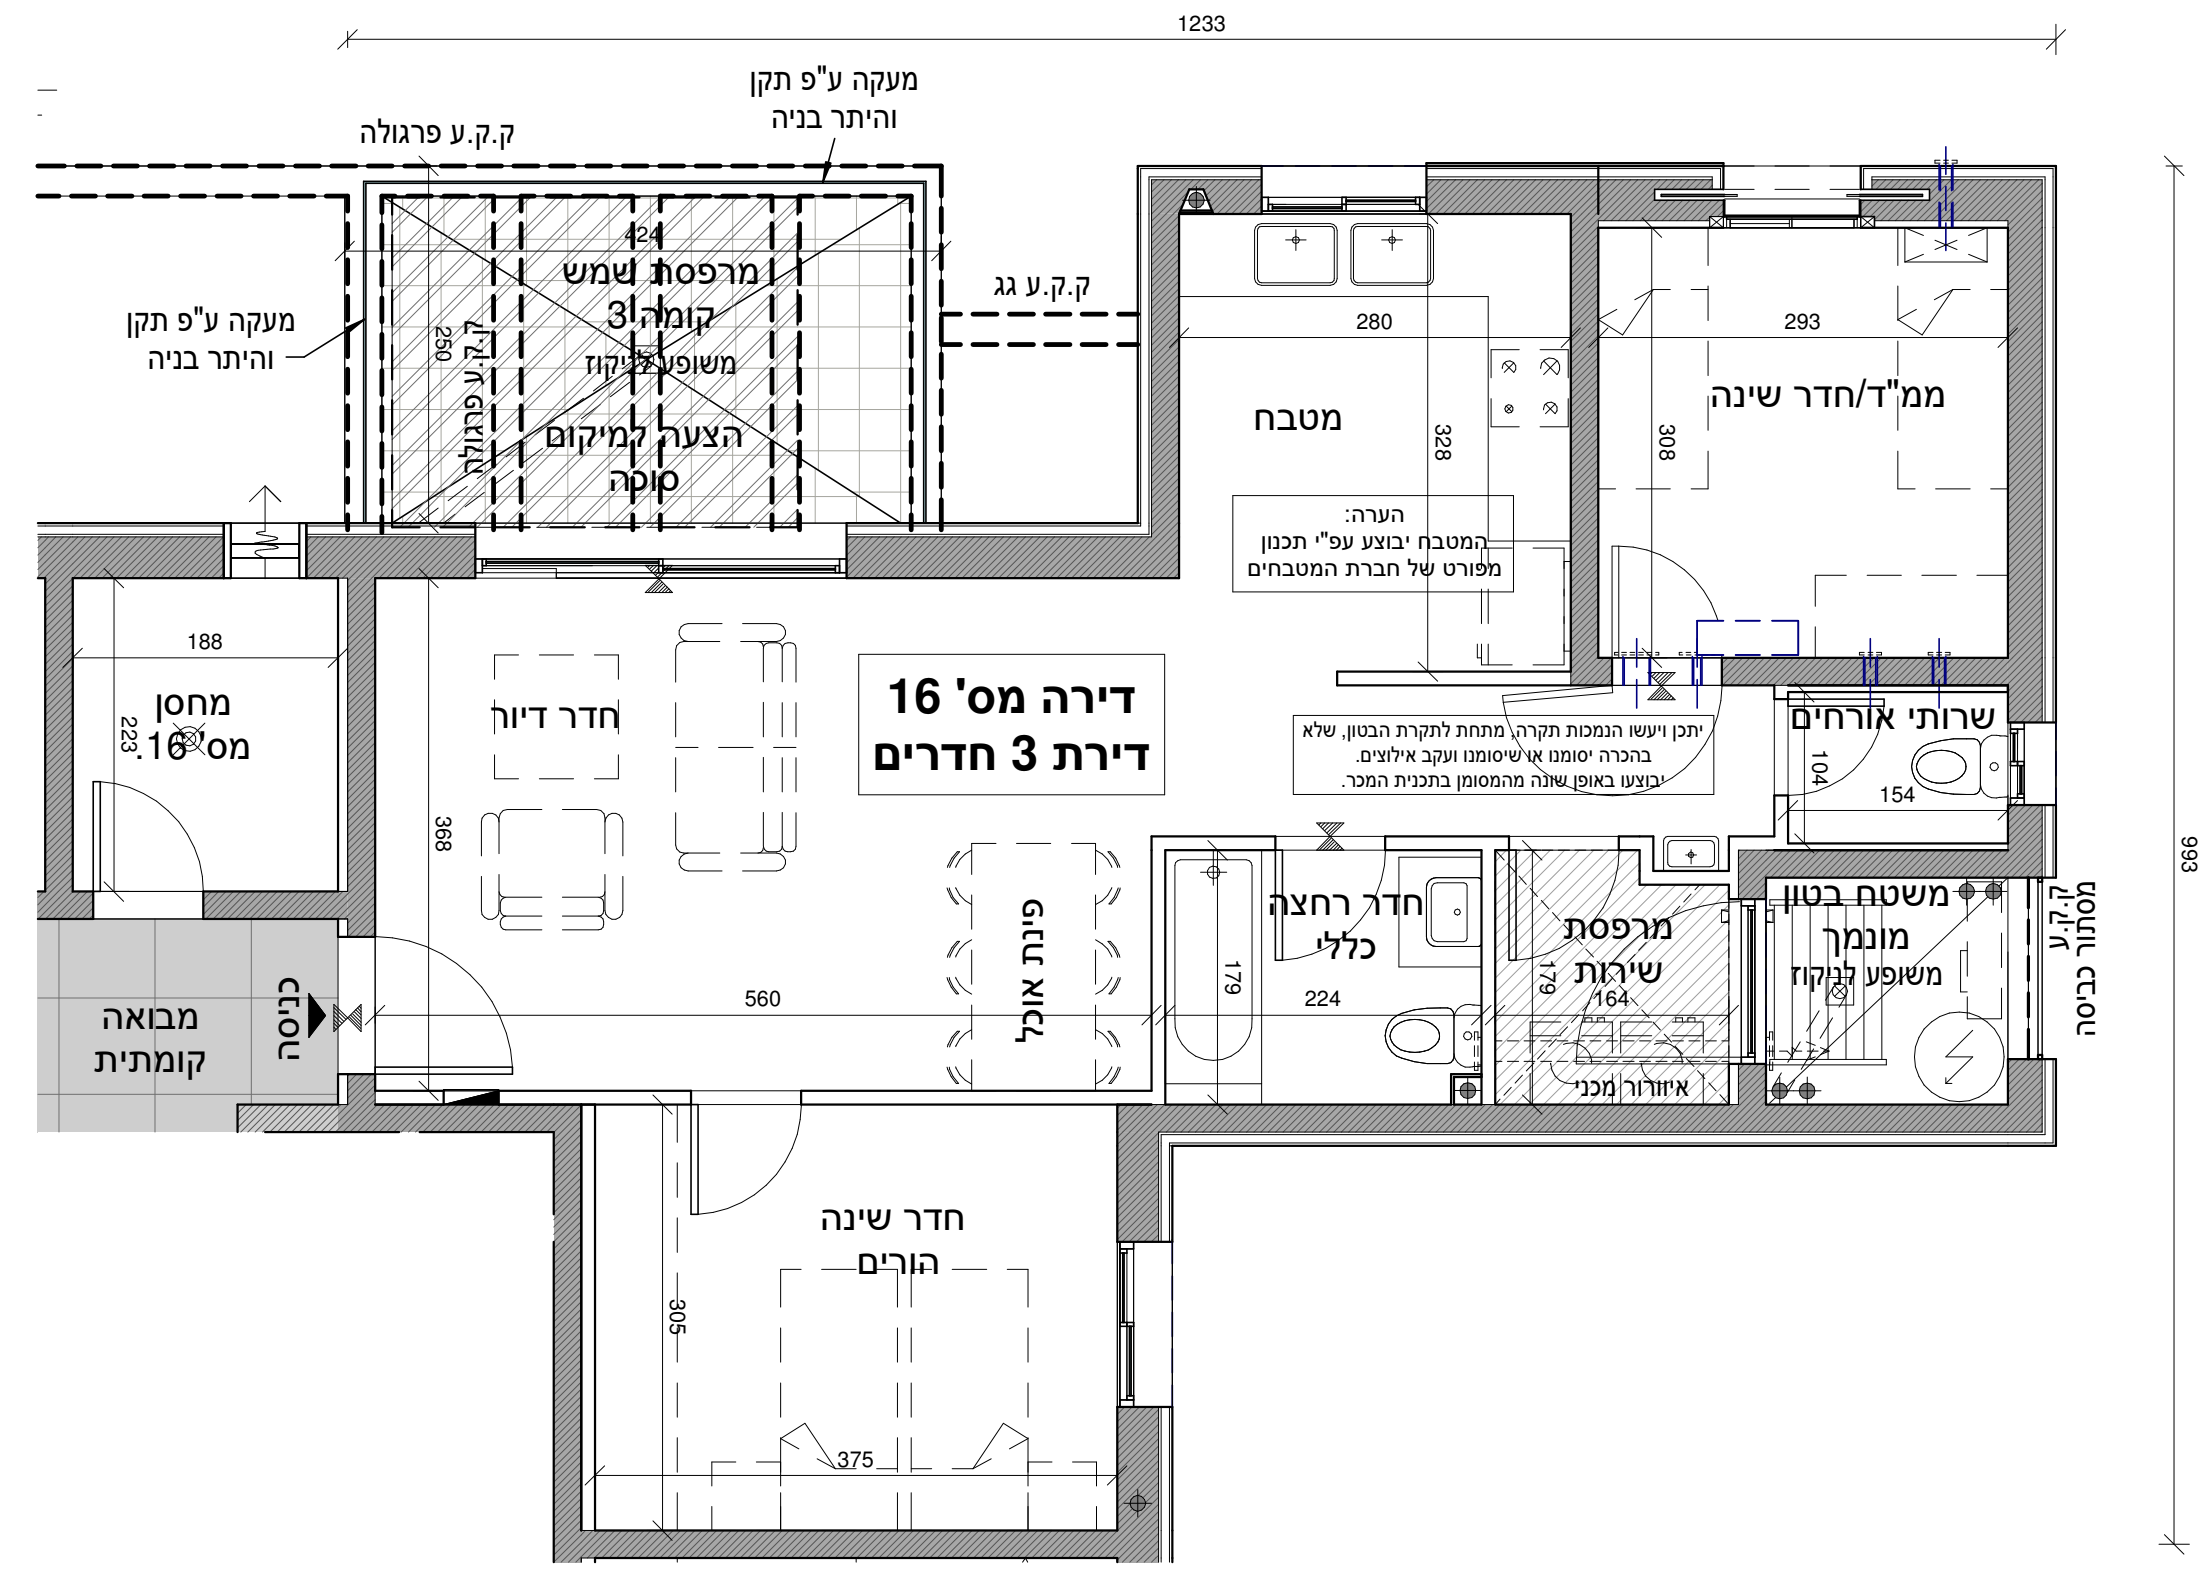 1233
מעקה ע"פ תקן
והיתר בניה
ק.ק.ע פרגולה
424
מרפסת שמש
קומה 3
משופע לניקוז
הצעה למיקום
סוכה
250
ק.ק.ע פרגולה
מעקה ע"פ תקן
והיתר בניה
ק.ק.ע גג
280
מטבח
328
הערה:
המטבח יבוצע עפ"י תכנון
מפורט של חברת המטבחים
293
ממ"ד/חדר שינה
308
188
מחסן
מס' 16.
223
חדר דיור
368
דירה מס' 16
דירת 3 חדרים
יתכן ויעשו הנמכות תקרה, מתחת לתקרת הבטון, שלא
בהכרה יסומנו או שיסומנו ועקב אילוצים.
יבוצעו באופן שונה מהמסומן בתכנית המכר.
שרותי אורחים
104
154
993
מבואה
קומתית
כניסה
560
פינת אוכל
חדר רחצה
כללי
179
224
מרפסת
שירות
179
164
איוורור מכני
משטח בטון
מונמך
משופע לניקוז
ק.ק.ע
מסתור כביסה
חדר שינה
הורים
305
375